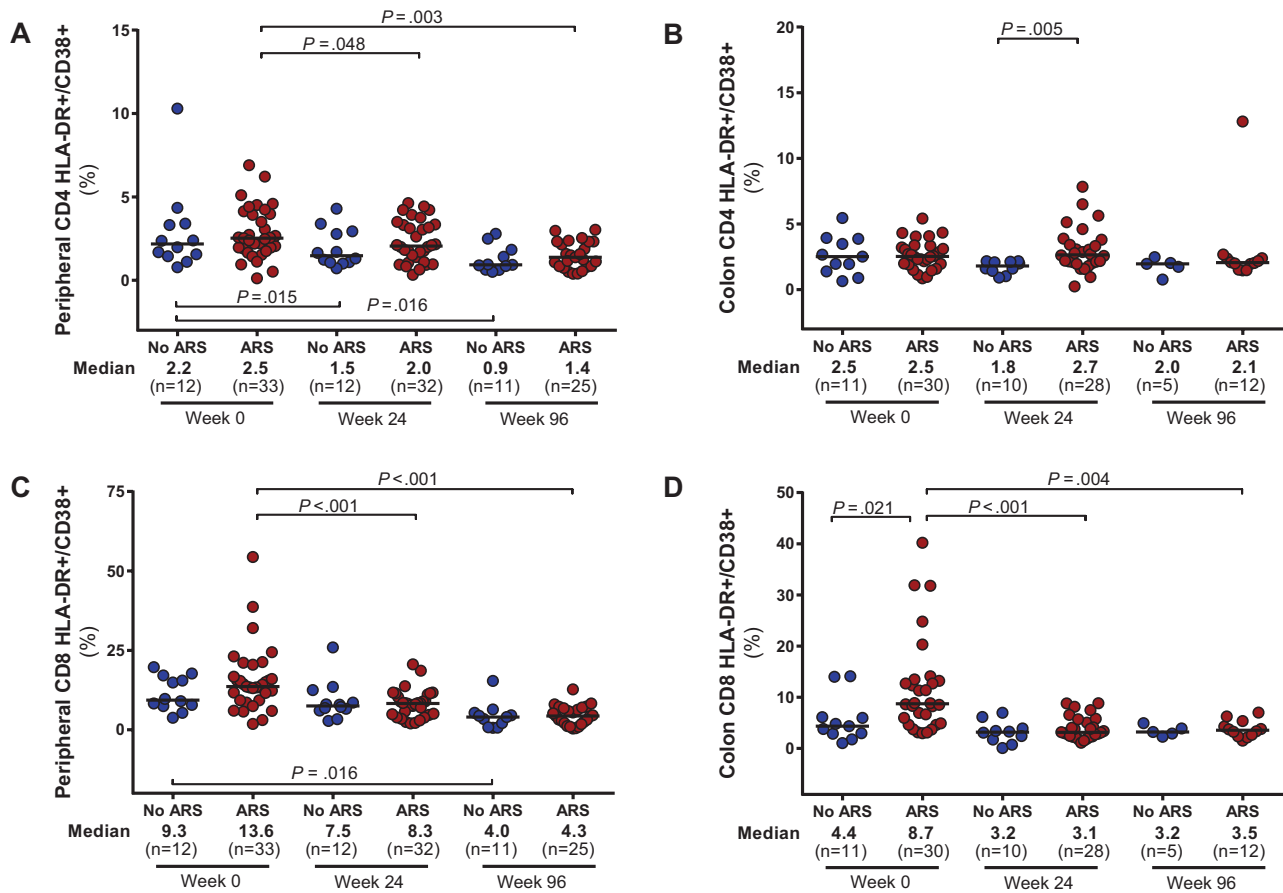 A
Peripheral CD4 HLA-DR+/CD38+
(%)
15
10
5
0
P = .003
P = .048
P = .015
P = .016
No ARS ARS No ARS ARS No ARS ARS
Median 2.2 2.5 1.5 2.0 0.9 1.4
(n=12) (n=33) (n=12) (n=32) (n=11) (n=25)
Week 0 Week 24 Week 96
B
Colon CD4 HLA-DR+/CD38+
(%)
20
15
10
5
0
P = .005
No ARS ARS No ARS ARS No ARS ARS
Median 2.5 2.5 1.8 2.7 2.0 2.1
(n=11) (n=30) (n=10) (n=28) (n=5) (n=12)
Week 0 Week 24 Week 96
C
Peripheral CD8 HLA-DR+/CD38+
(%)
75
50
25
0
P <.001
P <.001
P = .016
No ARS ARS No ARS ARS No ARS ARS
Median 9.3 13.6 7.5 8.3 4.0 4.3
(n=12) (n=33) (n=12) (n=32) (n=11) (n=25)
Week 0 Week 24 Week 96
D
Colon CD8 HLA-DR+/CD38+
(%)
50
40
30
20
10
0
P = .004
P = .021 P <.001
No ARS ARS No ARS ARS No ARS ARS
Median 4.4 8.7 3.2 3.1 3.2 3.5
(n=11) (n=30) (n=10) (n=28) (n=5) (n=12)
Week 0 Week 24 Week 96